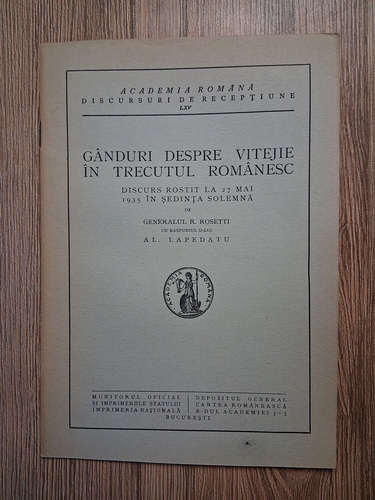 ACADEMIA ROMÂNĂ
DISCURSURI DE RECEPȚIUNE
LXV
GÂNDURI DESPRE VITEJIE
ÎN TRECUTUL ROMÂNESC
DISCURS ROSTIT LA 27 MAI
1935 ÎN ȘEDINȚA SOLEMNĂ
DE
GENERALUL R. ROSETTI
CU RĂSPUNSUL D-LUI
AL. LAPEDATU
ACADEMIA ROMANA
MONITORUL OFICIAL
ȘI IMPRIMERIILE STATULUI
IMPRIMERIA NAȚIONALĂ
DEPOZITUL GENERAL
CARTEA ROMÂNEASCĂ
B-DUL ACADEMIEI 3-5
BUCUREȘTI